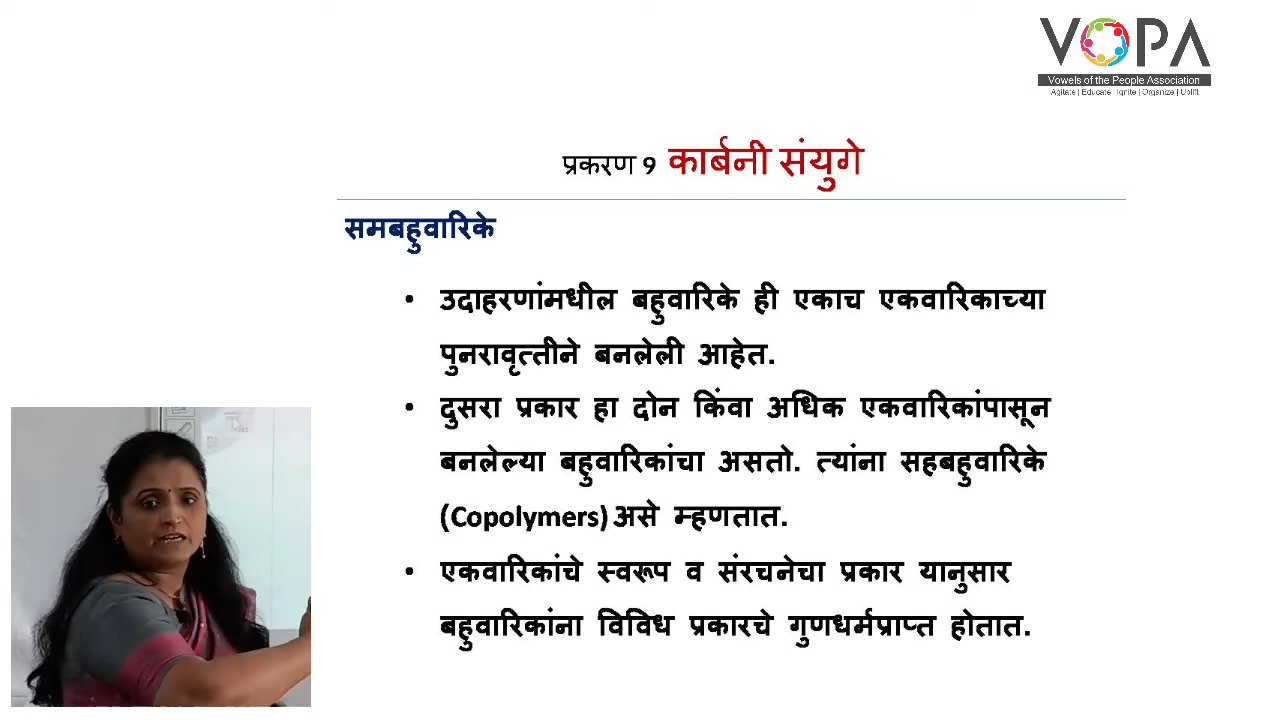 VOPA
Vowels of the People Association
Agitate | Educate | Ignite | Organize | Uplift
प्रकरण 9 कार्बनी संयुगे
समबहुवारिके
• उदाहरणांमधील बहुवारिके ही एकाच एकवारिकाच्या
पुनरावृत्तीने बनलेली आहेत.
• दुसरा प्रकार हा दोन किंवा अधिक एकवारिकांपासून
बनलेल्या बहुवारिकांचा असतो. त्यांना सहबहुवारिके
(Copolymers) असे म्हणतात.
• एकवारिकांचे स्वरूप व संरचनेचा प्रकार यानुसार
बहुवारिकांना विविध प्रकारचे गुणधर्मप्राप्त होतात.